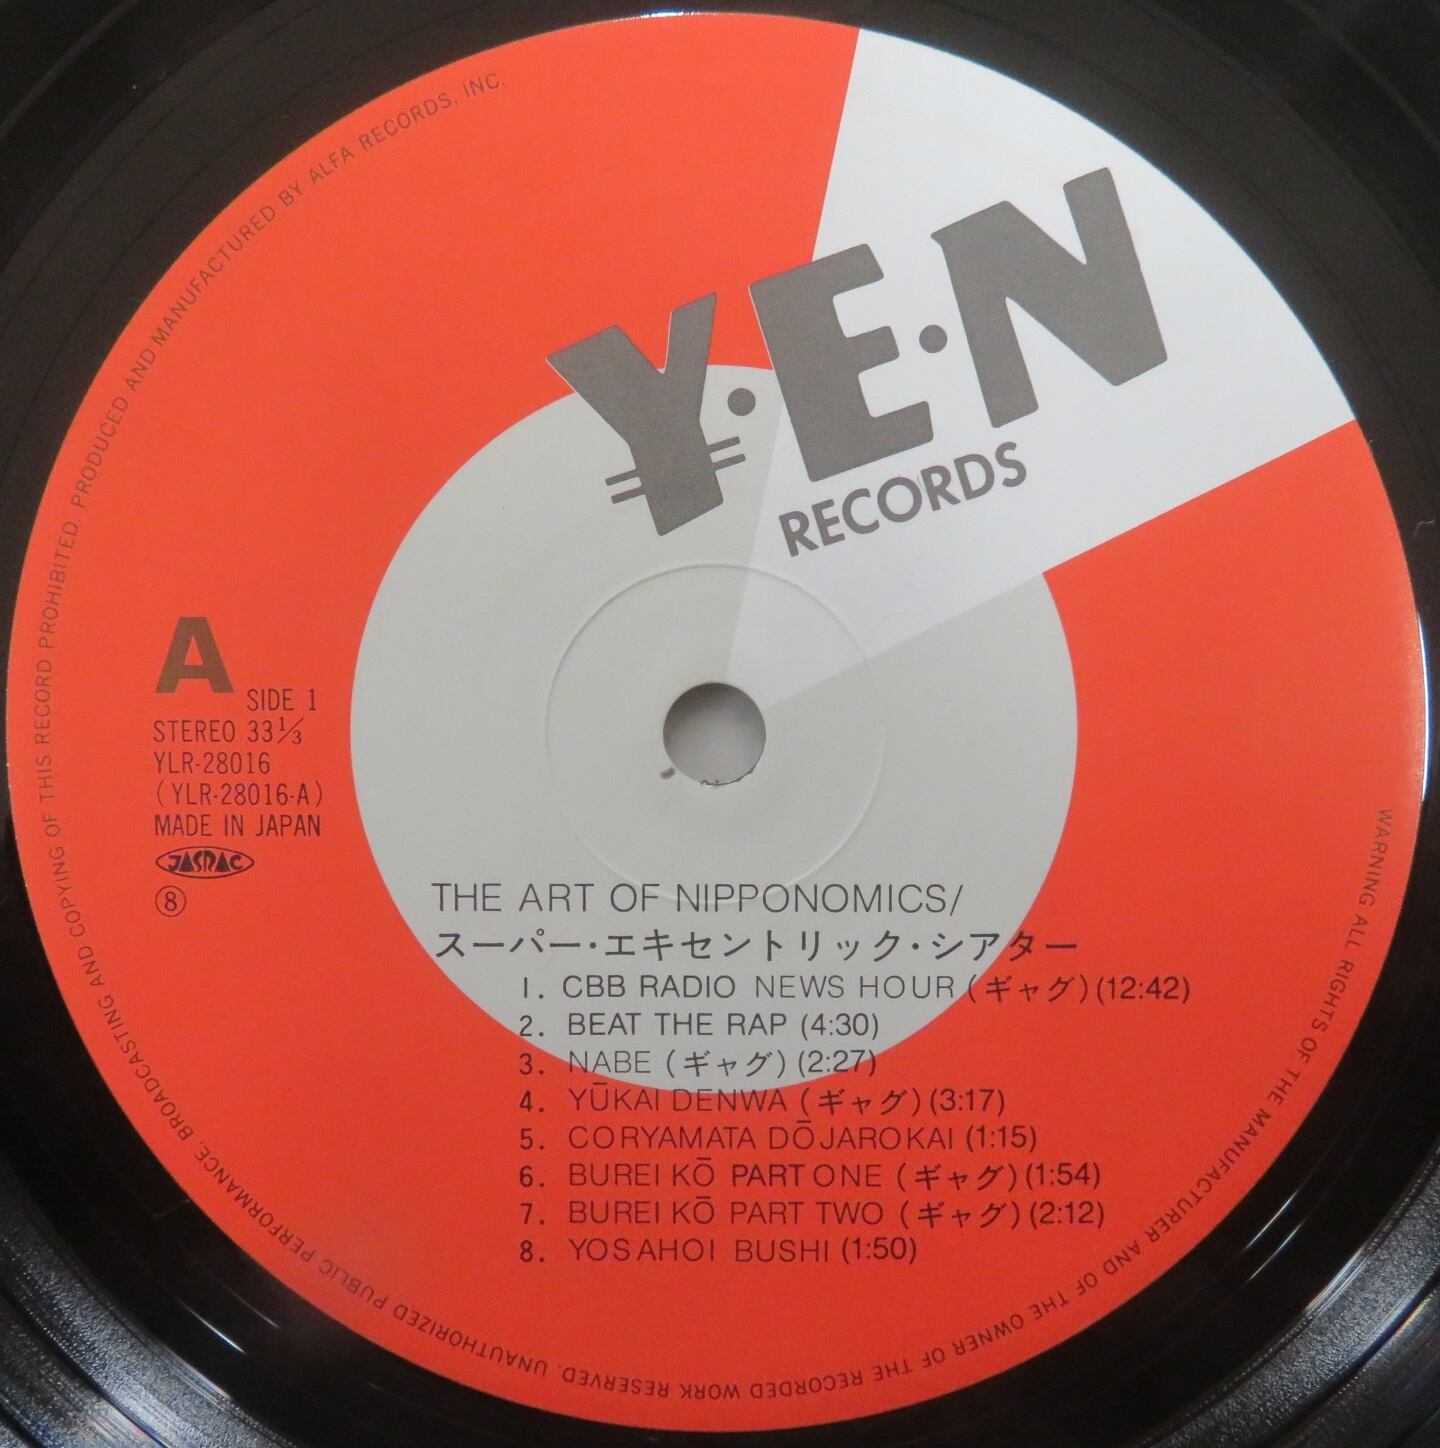 Y·E·N
RECORDS
A
SIDE 1
STEREO 33⅓
YLR-28016
(YLR-28016-A)
MADE IN JAPAN
JASRAC
⑧
THE ART OF NIPPONOMICS/
スーパー・エキセントリック・シアター
1. CBB RADIO NEWS HOUR (ギャグ) (12:42)
2. BEAT THE RAP (4:30)
3. NABE (ギャグ) (2:27)
4. YŪKAI DENWA (ギャグ) (3:17)
5. CORYAMATA DŌJAROKAI (1:15)
6. BUREI KŌ PART ONE (ギャグ) (1:54)
7. BUREI KŌ PART TWO (ギャグ) (2:12)
8. YOSAHOI BUSHI (1:50)
WARNING ALL RIGHTS OF THE MANUFACTURER AND OF THE OWNER OF THE RECORDED WORK RESERVED. UNAUTHORIZED PUBLIC PERFORMANCE, BROADCASTING AND COPYING OF THIS RECORD PROHIBITED. PRODUCED AND MANUFACTURED BY ALFA RECORDS, INC.